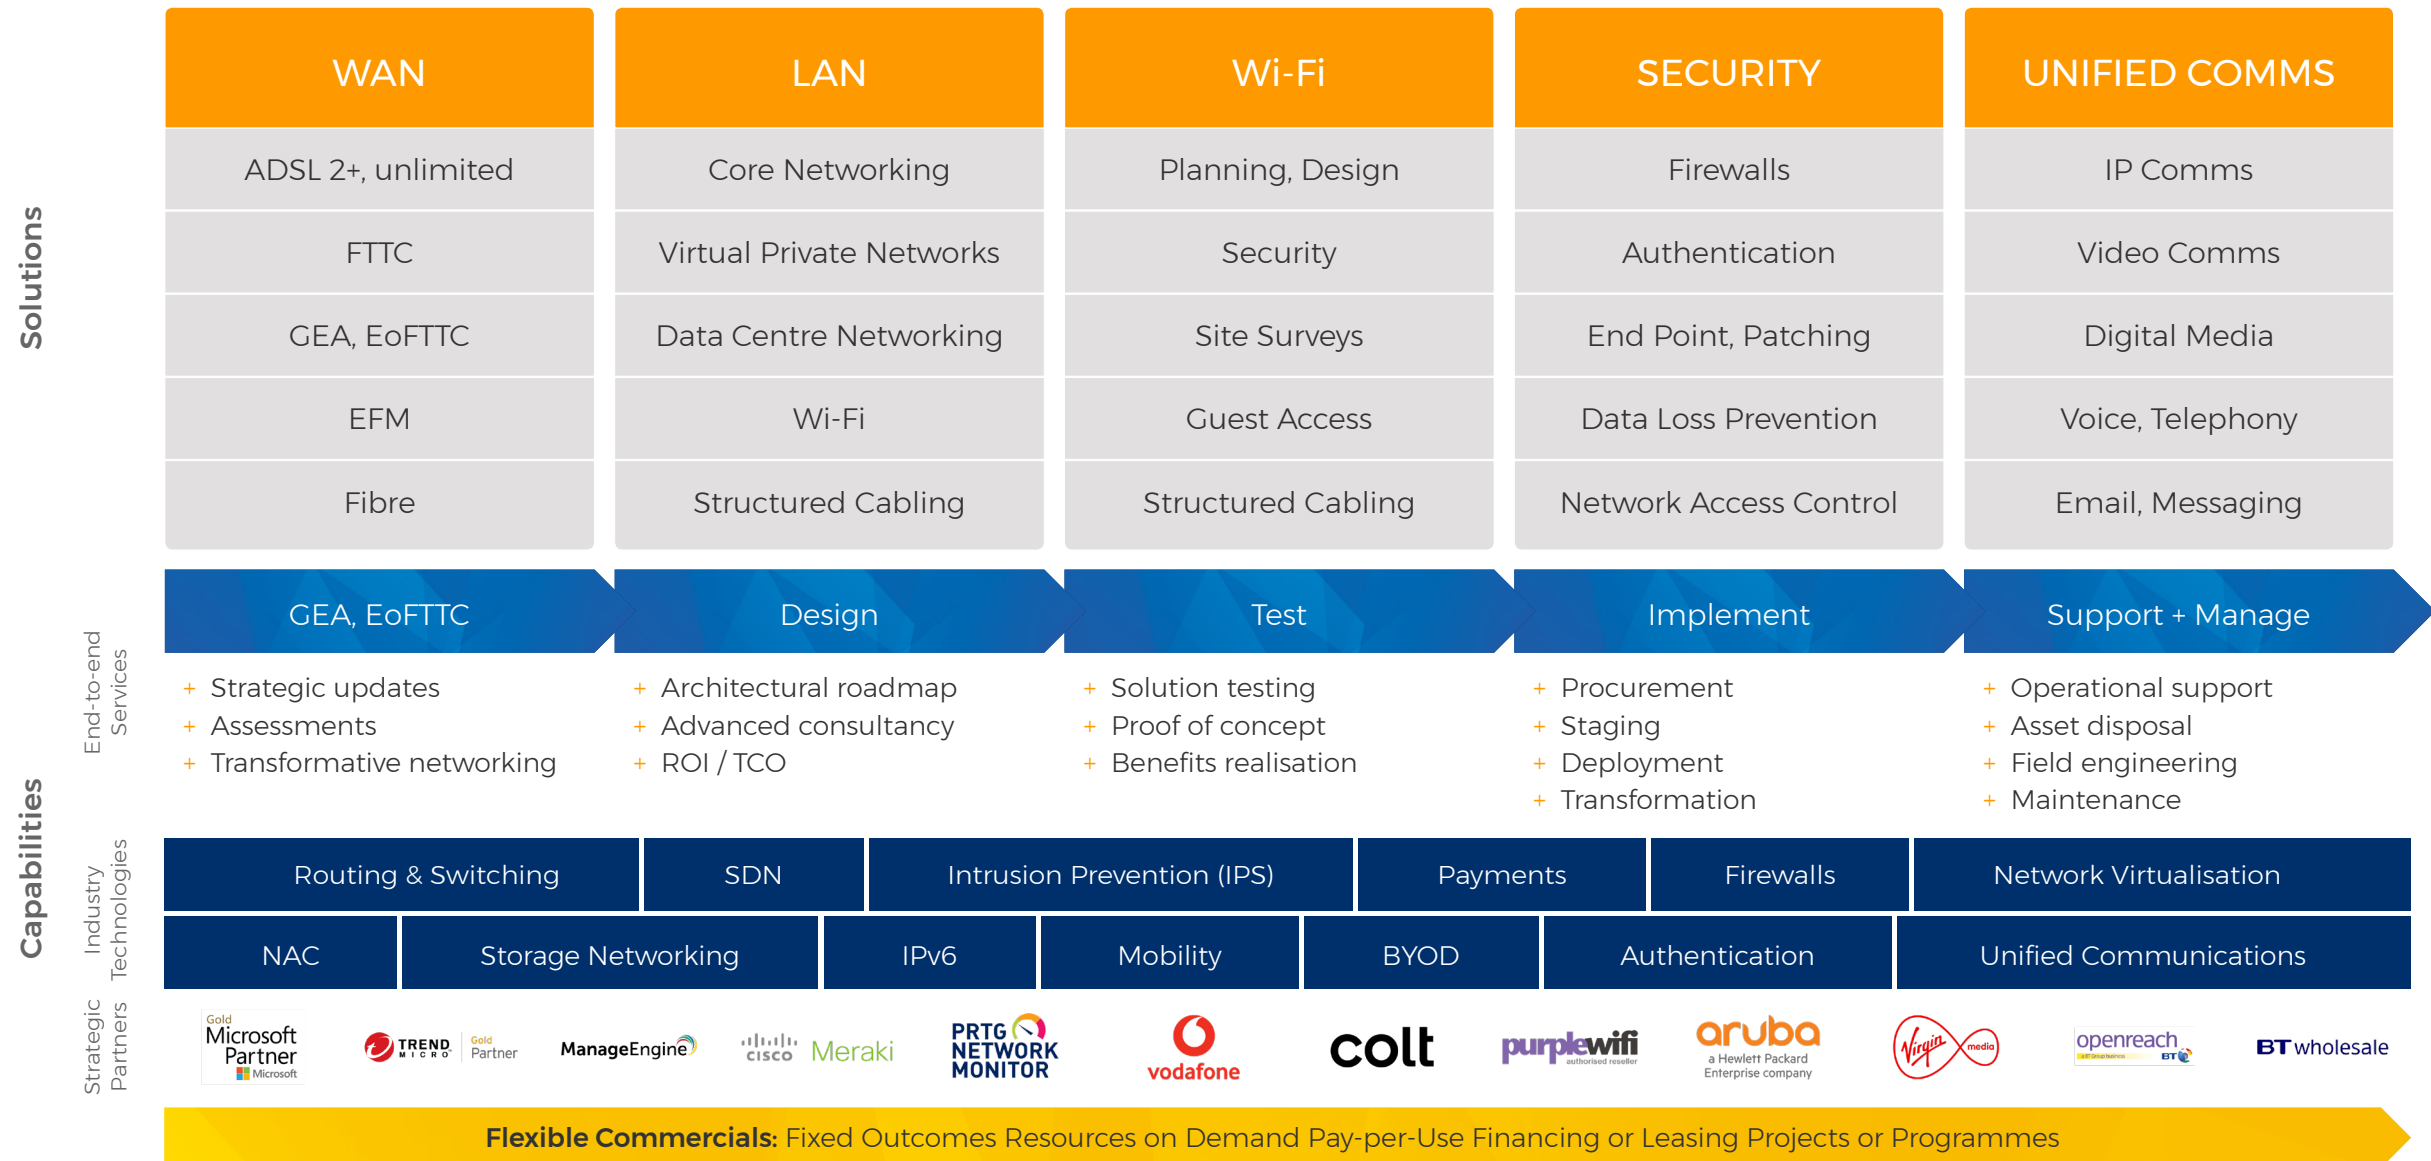 Solutions
WAN
ADSL 2+, unlimited
FTTC
GEA, EoFTTC
EFM
Fibre
LAN
Core Networking
Virtual Private Networks
Data Centre Networking
Wi-Fi
Structured Cabling
Wi-Fi
Planning, Design
Security
Site Surveys
Guest Access
Structured Cabling
SECURITY
Firewalls
Authentication
End Point, Patching
Data Loss Prevention
Network Access Control
UNIFIED COMMS
IP Comms
Video Comms
Digital Media
Voice, Telephony
Email, Messaging
Capabilities
End-to-end
Services
GEA, EoFTTC
+ Strategic updates
+ Assessments
+ Transformative networking
Design
+ Architectural roadmap
+ Advanced consultancy
+ ROI / TCO
Test
+ Solution testing
+ Proof of concept
+ Benefits realisation
Implement
+ Procurement
+ Staging
+ Deployment
+ Transformation
Support + Manage
+ Operational support
+ Asset disposal
+ Field engineering
+ Maintenance
Industry
Technologies
Routing & Switching
SDN
Intrusion Prevention (IPS)
Payments
Firewalls
Network Virtualisation
NAC
Storage Networking
IPv6
Mobility
BYOD
Authentication
Unified Communications
Strategic
Partners
Gold
Microsoft
Partner
Microsoft
TREND
MICRO
Gold
Partner
ManageEngine
cisco
Meraki
PRTG
NETWORK
MONITOR
vodafone
colt
purplewifi
authorised reseller
aruba
a Hewlett Packard
Enterprise company
Virgin
media
openreach
a BT Group business
BT
BT wholesale
Flexible Commercials: Fixed Outcomes Resources on Demand Pay-per-Use Financing or Leasing Projects or Programmes